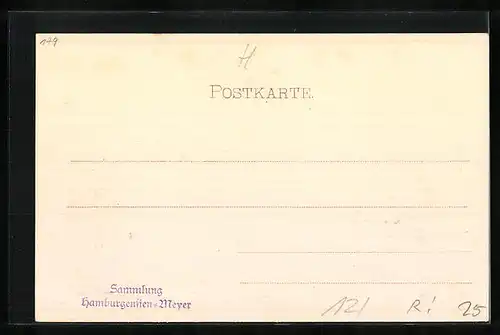 179
H
POSTKARTE.
Sammlung
Hamburgensien-Meyer
121 R! 25